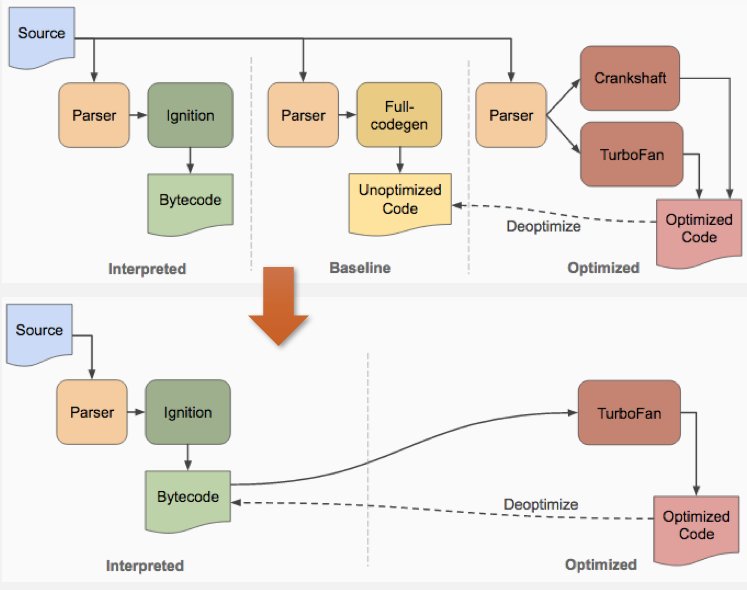 Source
Parser
Ignition
Bytecode
Interpreted
Parser
Full-
codegen
Unoptimized
Code
Baseline
Parser
Crankshaft
TurboFan
Optimized
Code
Deoptimize
Optimized
Source
Parser
Ignition
Bytecode
Interpreted
TurboFan
Deoptimize
Optimized
Code
Optimized